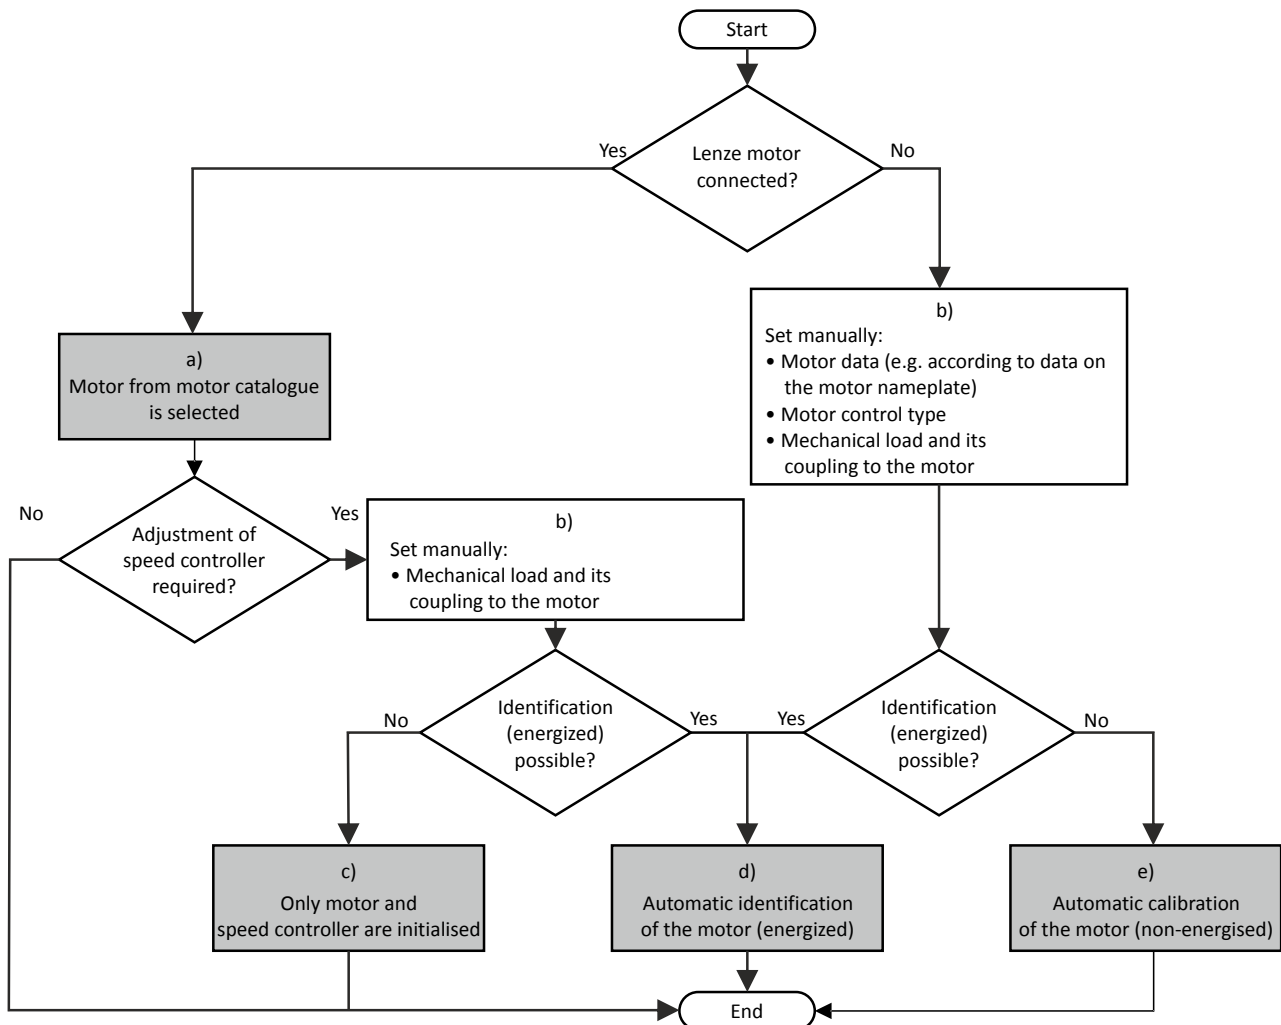 Start
Lenze motor
connected?
Yes
No
a)
Motor from motor catalogue
is selected
b)
Set manually:
• Motor data (e.g. according to data on
the motor nameplate)
• Motor control type
• Mechanical load and its
coupling to the motor
No
Adjustment of
speed controller
required?
Yes
b)
Set manually:
• Mechanical load and its
coupling to the motor
No
Identification
(energized)
possible?
Yes
Yes
Identification
(energized)
possible?
No
c)
Only motor and
speed controller are initialised
d)
Automatic identification
of the motor (energized)
e)
Automatic calibration
of the motor (non-energised)
End